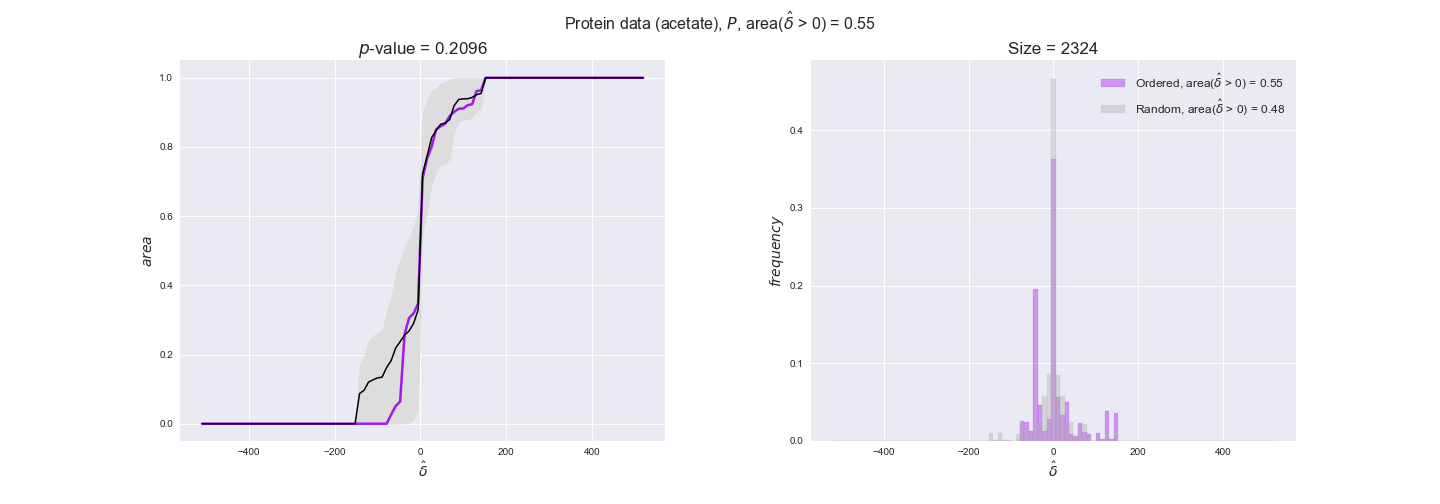 Protein data (acetate), P, area(δ̂ > 0) = 0.55
p-value = 0.2096
1.0
0.8
0.6
0.4
0.2
0.0
area
−400
−200
0
200
400
δ̂
Size = 2324
Ordered, area(δ̂ > 0) = 0.55
Random, area(δ̂ > 0) = 0.48
0.4
0.3
0.2
0.1
0.0
frequency
−400
−200
0
200
400
δ̂